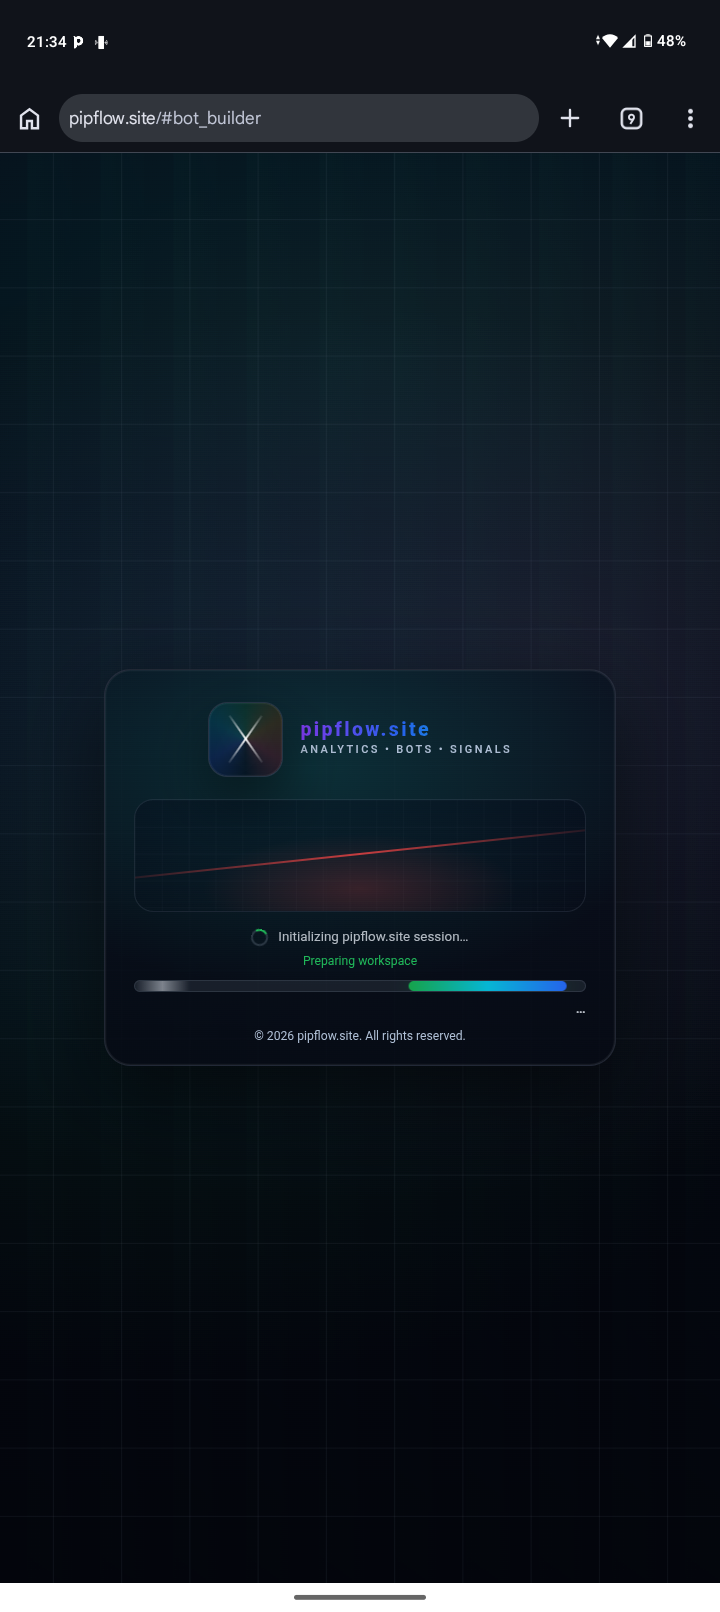 21:34
48%
pipflow.site/#bot_builder
9
pipflow.site
ANALYTICS • BOTS • SIGNALS
Initializing pipflow.site session…
Preparing workspace
…
© 2026 pipflow.site. All rights reserved.